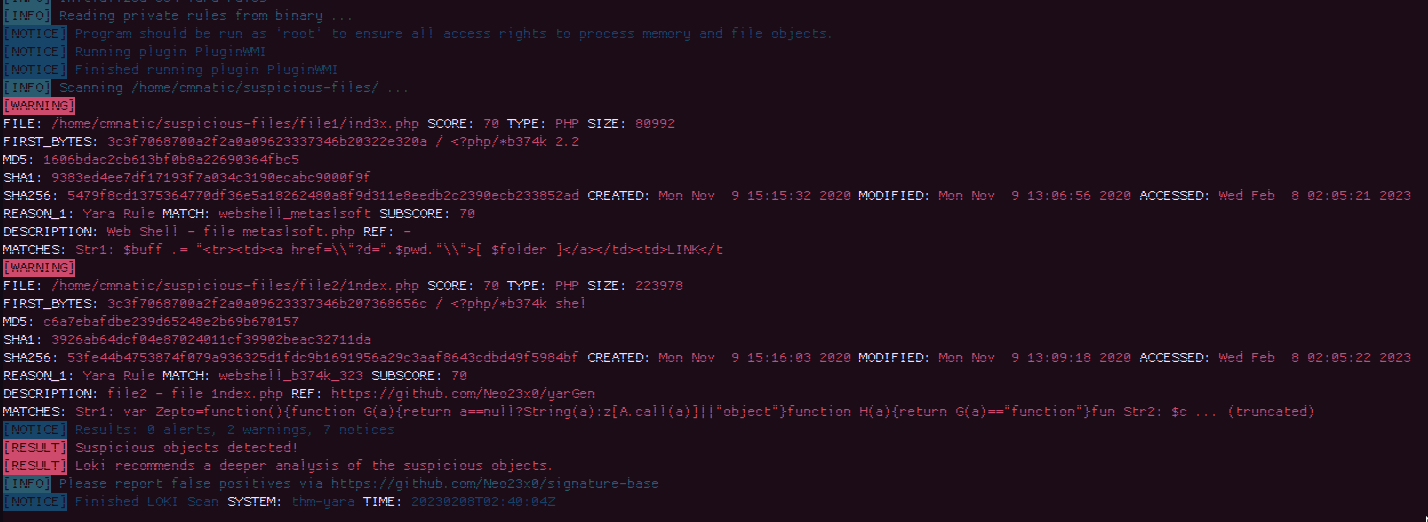 [INFO] Reading private rules from binary ...
[NOTICE] Program should be run as 'root' to ensure all access rights to process memory and file objects.
[NOTICE] Running plugin PluginWMI
[NOTICE] Finished running plugin PluginWMI
[INFO] Scanning /home/cmnatic/suspicious-files/ ...
[WARNING]
FILE: /home/cmnatic/suspicious-files/file1/ind3x.php SCORE: 70 TYPE: PHP SIZE: 80992
FIRST_BYTES: 3c3f7068700a2f2a0a09623337346b20322e320a / <?php/*b374k 2.2
MD5: 1606bdac2cb613bf0b8a22690364fbc5
SHA1: 9383ed4ee7df17193f7a034c3190ecabc9000f9f
SHA256: 5479f8cd1375364770df36e5a18262480a8f9d311e8eedb2c2390ecb233852ad CREATED: Mon Nov  9 15:15:32 2020 MODIFIED: Mon Nov  9 13:06:56 2020 ACCESSED: Wed Feb  8 02:05:21 2023
REASON_1: Yara Rule MATCH: webshell_metaslsoft SUBSCORE: 70
DESCRIPTION: Web Shell - file metaslsoft.php REF: -
MATCHES: Str1: $buff .= "<tr><td><a href=\\"?d=".$pwd."\\">[ $folder ]</a></td><td>LINK</t
[WARNING]
FILE: /home/cmnatic/suspicious-files/file2/1ndex.php SCORE: 70 TYPE: PHP SIZE: 223978
FIRST_BYTES: 3c3f7068700a2f2a0a09623337346b207368656c / <?php/*b374k shel
MD5: c6a7ebafdbe239d65248e2b69b670157
SHA1: 3926ab64dcf04e87024011cf39902beac32711da
SHA256: 53fe44b4753874f079a936325d1fdc9b1691956a29c3aaf8643cdbd49f5984bf CREATED: Mon Nov  9 15:16:03 2020 MODIFIED: Mon Nov  9 13:09:18 2020 ACCESSED: Wed Feb  8 02:05:22 2023
REASON_1: Yara Rule MATCH: webshell_b374k_323 SUBSCORE: 70
DESCRIPTION: file2 - file 1ndex.php REF: https://github.com/Neo23x0/yarGen
MATCHES: Str1: var Zepto=function(){function G(a){return a==null?String(a):z[A.call(a)]||"object"}function H(a){return G(a)=="function"}fun Str2: $c ... (truncated)
[NOTICE] Results: 0 alerts, 2 warnings, 7 notices
[RESULT] Suspicious objects detected!
[RESULT] Loki recommends a deeper analysis of the suspicious objects.
[INFO] Please report false positives via https://github.com/Neo23x0/signature-base
[NOTICE] Finished LOKI Scan SYSTEM: thm-yara TIME: 20230208T02:40:04Z